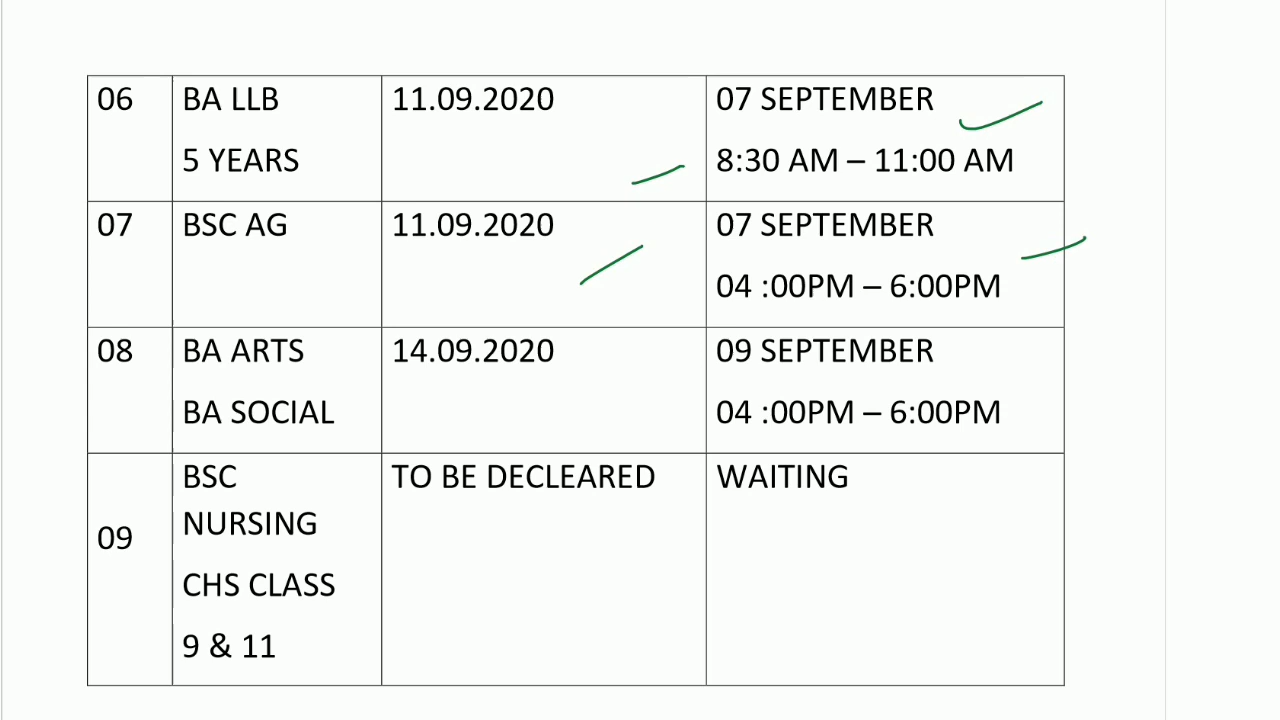 06 BA LLB 11.09.2020 07 SEPTEMBER
5 YEARS 8:30 AM – 11:00 AM
07 BSC AG 11.09.2020 07 SEPTEMBER
04 :00PM – 6:00PM
08 BA ARTS 14.09.2020 09 SEPTEMBER
BA SOCIAL 04 :00PM – 6:00PM
BSC TO BE DECLEARED WAITING
NURSING
09
CHS CLASS
9 & 11